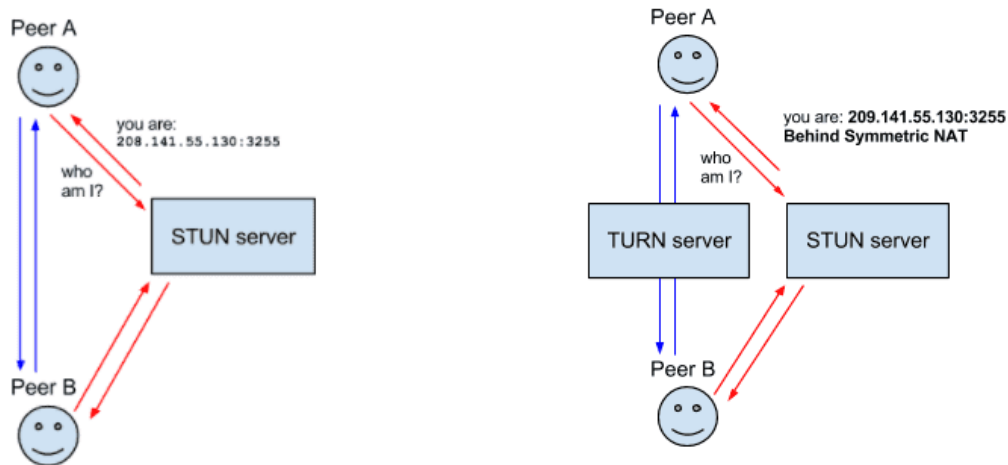 Peer A
you are:
208.141.55.130:3255
who
am I?
STUN server
Peer B
Peer A
you are: 209.141.55.130:3255
Behind Symmetric NAT
who
am I?
TURN server
STUN server
Peer B